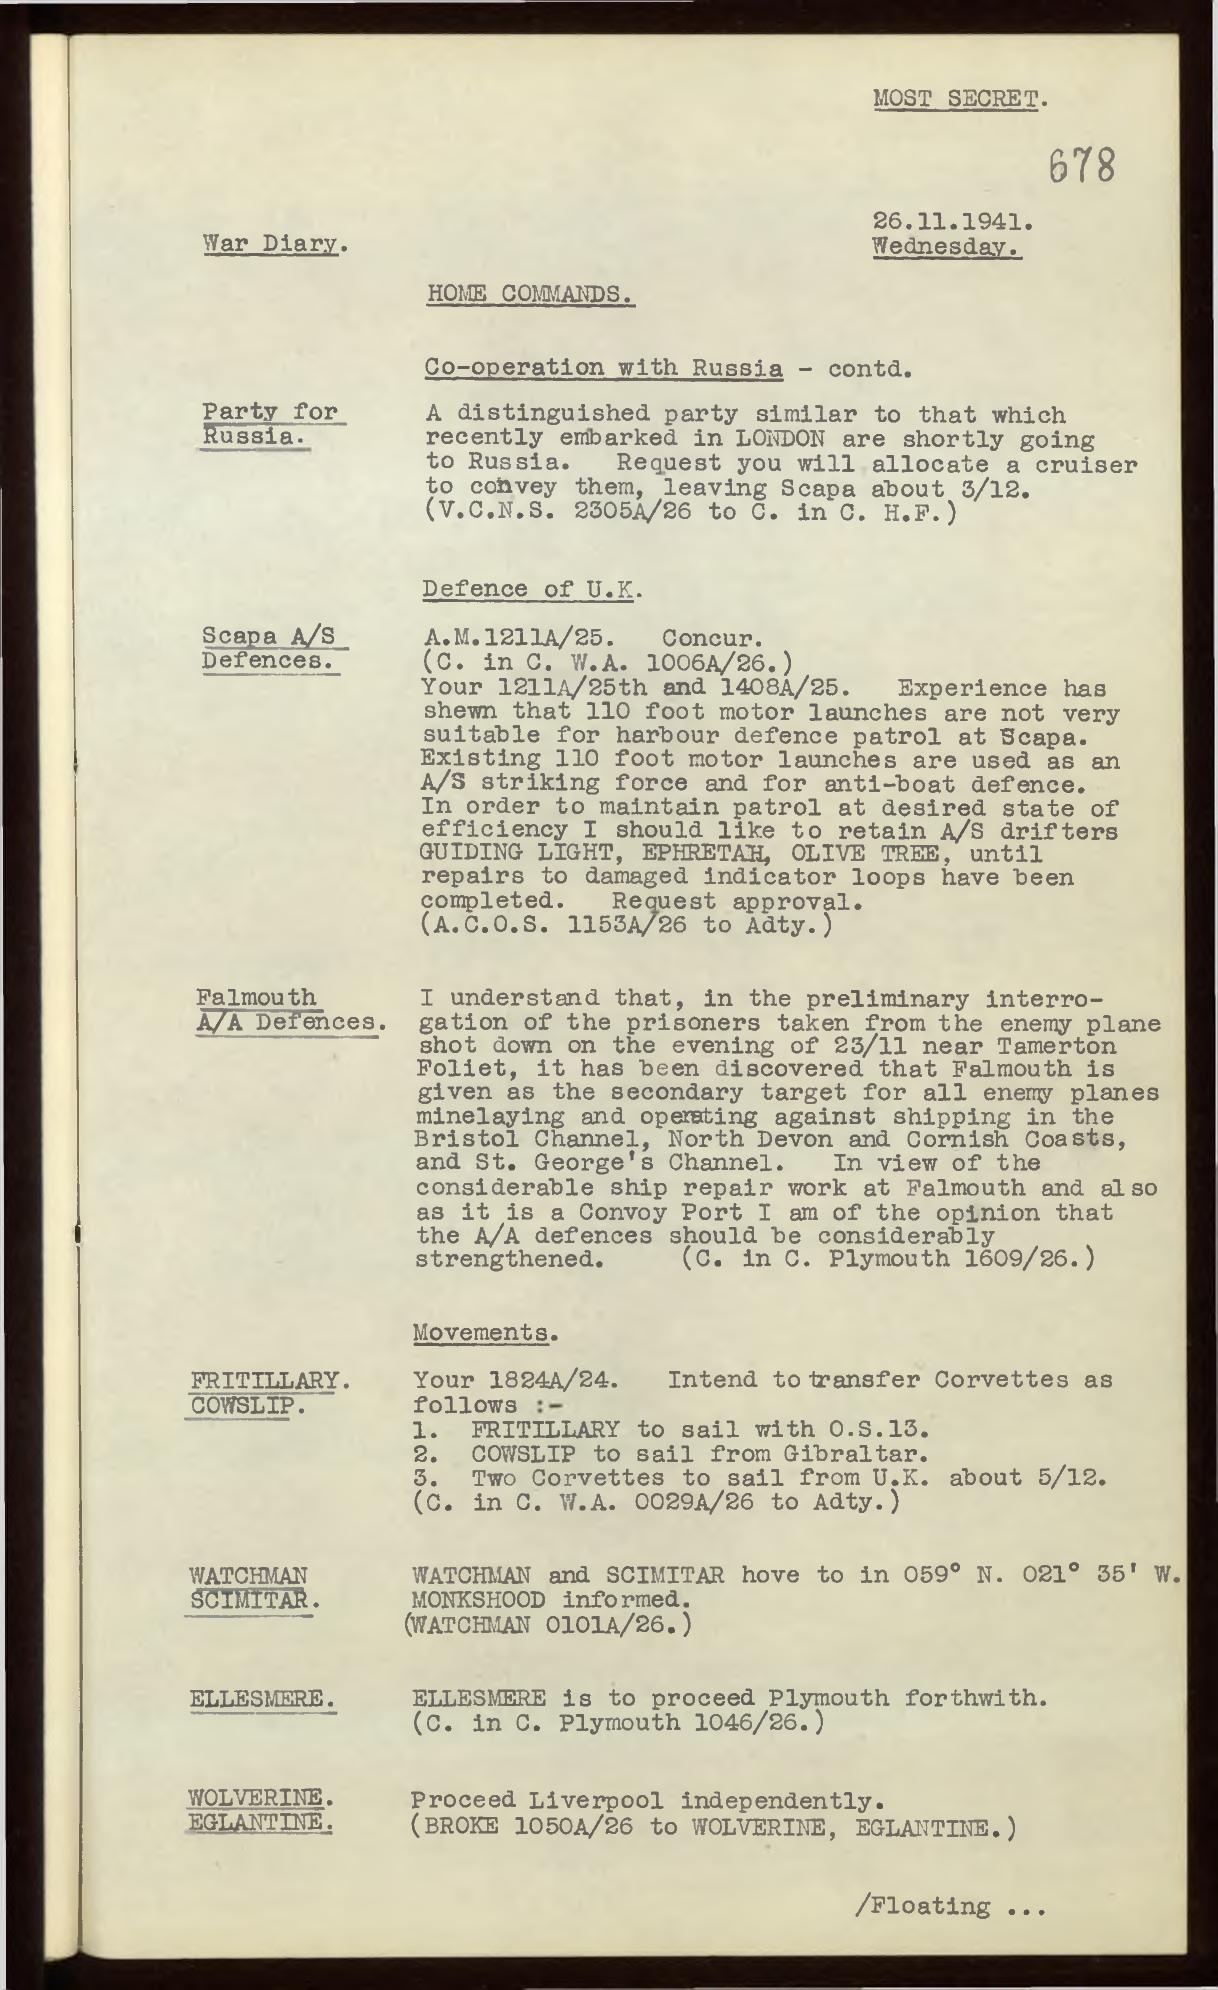 MOST SECRET.
678
26.11.1941.
War Diary.
Wednesday.
HOME COMMANDS.
Co-operation with Russia - contd.
Party for
Russia.
A distinguished party similar to that which
recently embarked in LONDON are shortly going
to Russia. Request you will allocate a cruiser
to convey them, leaving Scapa about 3/12.
(V.C.N.S. 2305A/26 to C. in C. H.F.)
Defence of U.K.
Scapa A/S
Defences.
A.M.1211A/25. Concur.
(C. in C. W.A. 1006A/26.)
Your 1211A/25th and 1408A/25. Experience has
shewn that 110 foot motor launches are not very
suitable for harbour defence patrol at Scapa.
Existing 110 foot motor launches are used as an
A/S striking force and for anti-boat defence.
In order to maintain patrol at desired state of
efficiency I should like to retain A/S drifters
GUIDING LIGHT, EPHRETAH, OLIVE TREE, until
repairs to damaged indicator loops have been
completed. Request approval.
(A.C.O.S. 1153A/26 to Adty.)
Falmouth
A/A Defences.
I understand that, in the preliminary interro-
gation of the prisoners taken from the enemy plane
shot down on the evening of 23/11 near Tamerton
Foliet, it has been discovered that Falmouth is
given as the secondary target for all enemy planes
minelaying and operating against shipping in the
Bristol Channel, North Devon and Cornish Coasts,
and St. George's Channel. In view of the
considerable ship repair work at Falmouth and also
as it is a Convoy Port I am of the opinion that
the A/A defences should be considerably
strengthened. (C. in C. Plymouth 1609/26.)
Movements.
FRITILLARY.
COWSLIP.
Your 1824A/24. Intend to transfer Corvettes as
follows :-
1. FRITILLARY to sail with O.S.13.
2. COWSLIP to sail from Gibraltar.
3. Two Corvettes to sail from U.K. about 5/12.
(C. in C. W.A. 0029A/26 to Adty.)
WATCHMAN
SCIMITAR.
WATCHMAN and SCIMITAR hove to in 059° N. 021° 35' W.
MONKSHOOD informed.
(WATCHMAN 0101A/26.)
ELLESMERE.
ELLESMERE is to proceed Plymouth forthwith.
(C. in C. Plymouth 1046/26.)
WOLVERINE.
EGLANTINE.
Proceed Liverpool independently.
(BROKE 1050A/26 to WOLVERINE, EGLANTINE.)
/Floating ...